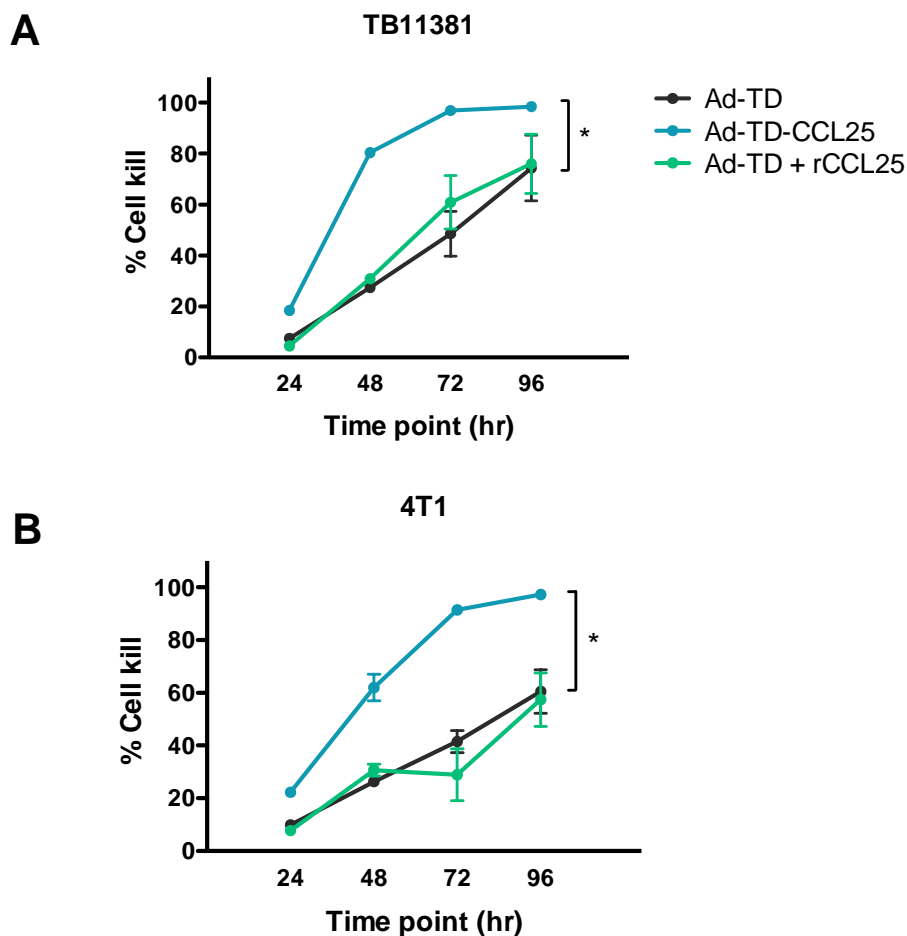 A
TB11381
100
80
60
40
20
0
% Cell kill
24 48 72 96
Time point (hr)
*
Ad-TD
Ad-TD-CCL25
Ad-TD + rCCL25
B
4T1
100
80
60
40
20
0
% Cell kill
24 48 72 96
Time point (hr)
*